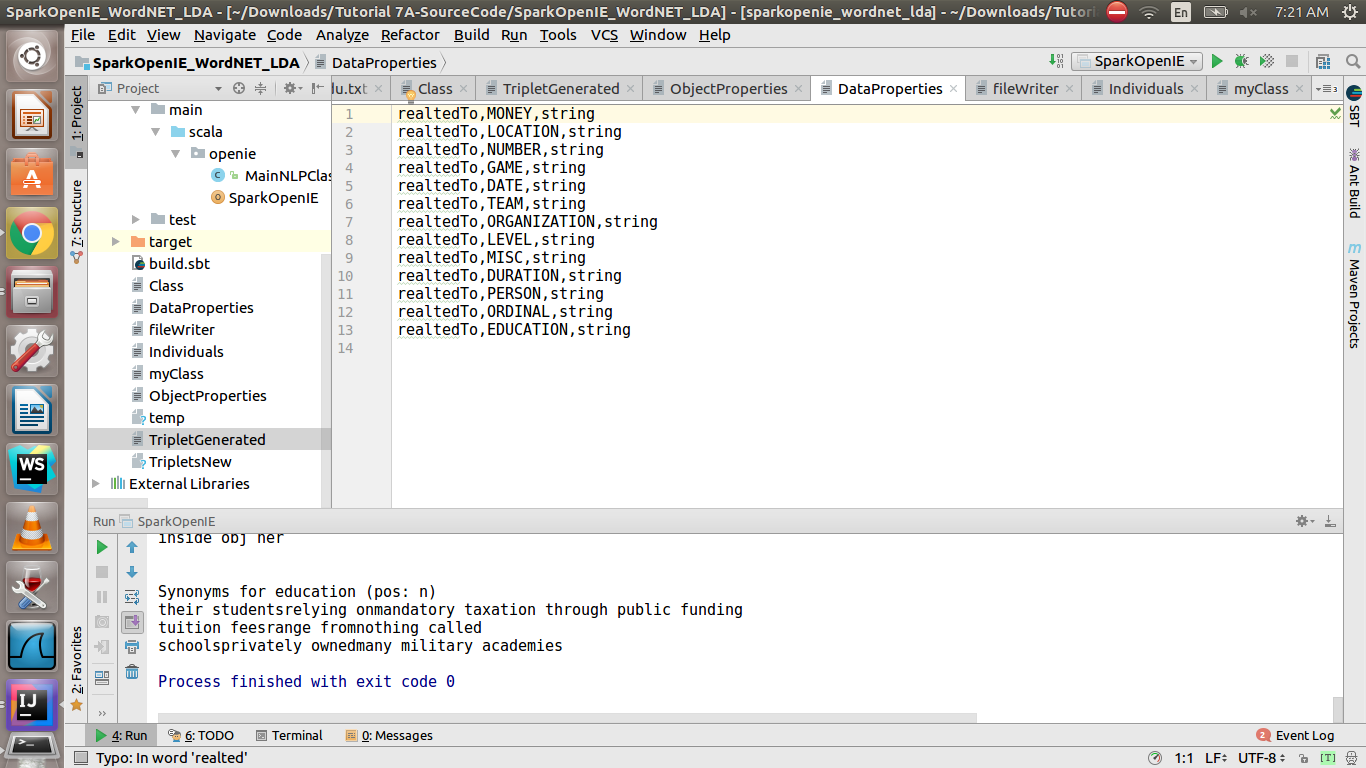 SparkOpenIE_WordNET_LDA - [~/Downloads/Tutorial 7A-SourceCode/SparkOpenIE_WordNET_LDA] - [sparkopenie_wordnet_lda] - ~/Downloads/Tutorial 7A- En 7:21 AM
File Edit View Navigate Code Analyze Refactor Build Run Tools VCS Window Help
SparkOpenIE_WordNET_LDA DataProperties SparkOpenIE
Project du.txt Class TripletGenerated ObjectProperties DataProperties fileWriter Individuals myClass 3
1: Project
7: Structure
2: Favorites
main
scala
openie
MainNLPClas
SparkOpenIE
test
target
build.sbt
Class
DataProperties
fileWriter
Individuals
myClass
ObjectProperties
temp
TripletGenerated
TripletsNew
External Libraries
1 realtedTo,MONEY,string
2 realtedTo,LOCATION,string
3 realtedTo,NUMBER,string
4 realtedTo,GAME,string
5 realtedTo,DATE,string
6 realtedTo,TEAM,string
7 realtedTo,ORGANIZATION,string
8 realtedTo,LEVEL,string
9 realtedTo,MISC,string
10 realtedTo,DURATION,string
11 realtedTo,PERSON,string
12 realtedTo,ORDINAL,string
13 realtedTo,EDUCATION,string
14
SBT
Ant Build
Maven Projects
Run SparkOpenIE
inside obj ner
Synonyms for education (pos: n)
their studentsrelying onmandatory taxation through public funding
tuition feesrange fromnothing called
schoolsprivately ownedmany military academies
Process finished with exit code 0
4: Run 6: TODO Terminal 0: Messages 2 Event Log
Typo: In word 'realted' 1:1 LF UTF-8 [T]